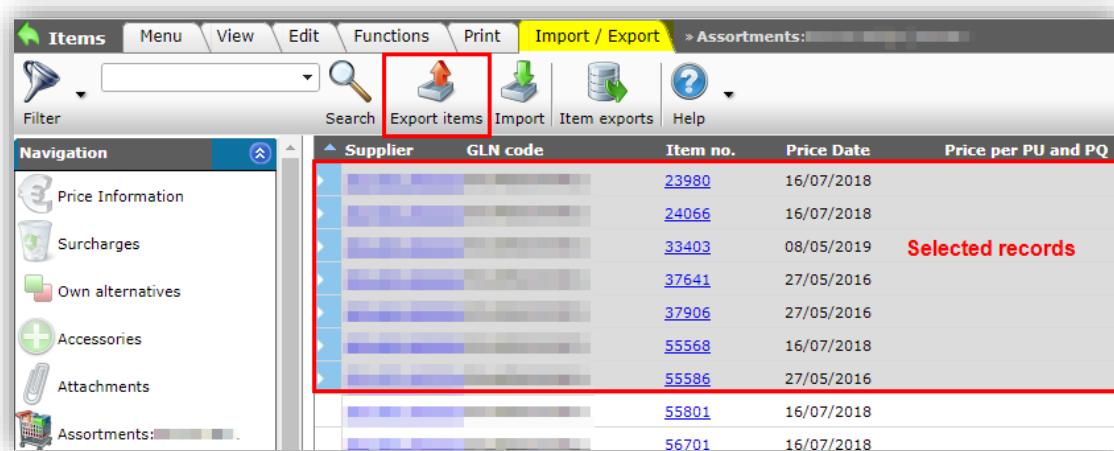 Items Menu View Edit Functions Print Import / Export » Assortments:
Filter Search Export items Import Item exports Help
Navigation Supplier GLN code Item no. Price Date Price per PU and PQ
Price Information
Surcharges
Own alternatives
Accessories
Attachments
Assortments:
23980 16/07/2018
24066 16/07/2018
33403 08/05/2019 Selected records
37641 27/05/2016
37906 27/05/2016
55568 16/07/2018
55586 27/05/2016
55801 16/07/2018
56701 16/07/2018